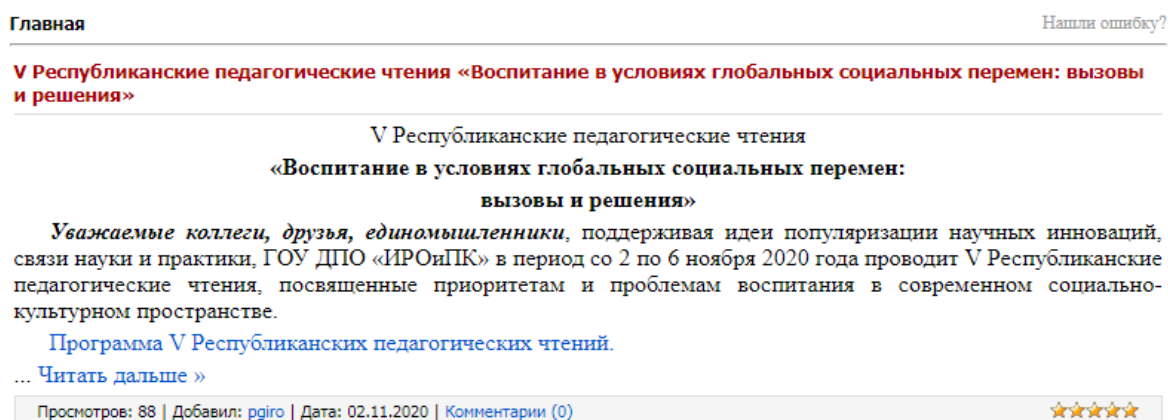 Главная
Нашли ошибку?
V Республиканские педагогические чтения «Воспитание в условиях глобальных социальных перемен: вызовы
и решения»
V Республиканские педагогические чтения
«Воспитание в условиях глобальных социальных перемен:
вызовы и решения»
Уважаемые коллеги, друзья, единомышленники, поддерживая идеи популяризации научных инноваций,
связи науки и практики, ГОУ ДПО «ИРОиПК» в период со 2 по 6 ноября 2020 года проводит V Республиканские
педагогические чтения, посвященные приоритетам и проблемам воспитания в современном социально-
культурном пространстве.
Программа V Республиканских педагогических чтений.
... Читать дальше »
Просмотров: 88 | Добавил: pgiro | Дата: 02.11.2020 | Комментарии (0)